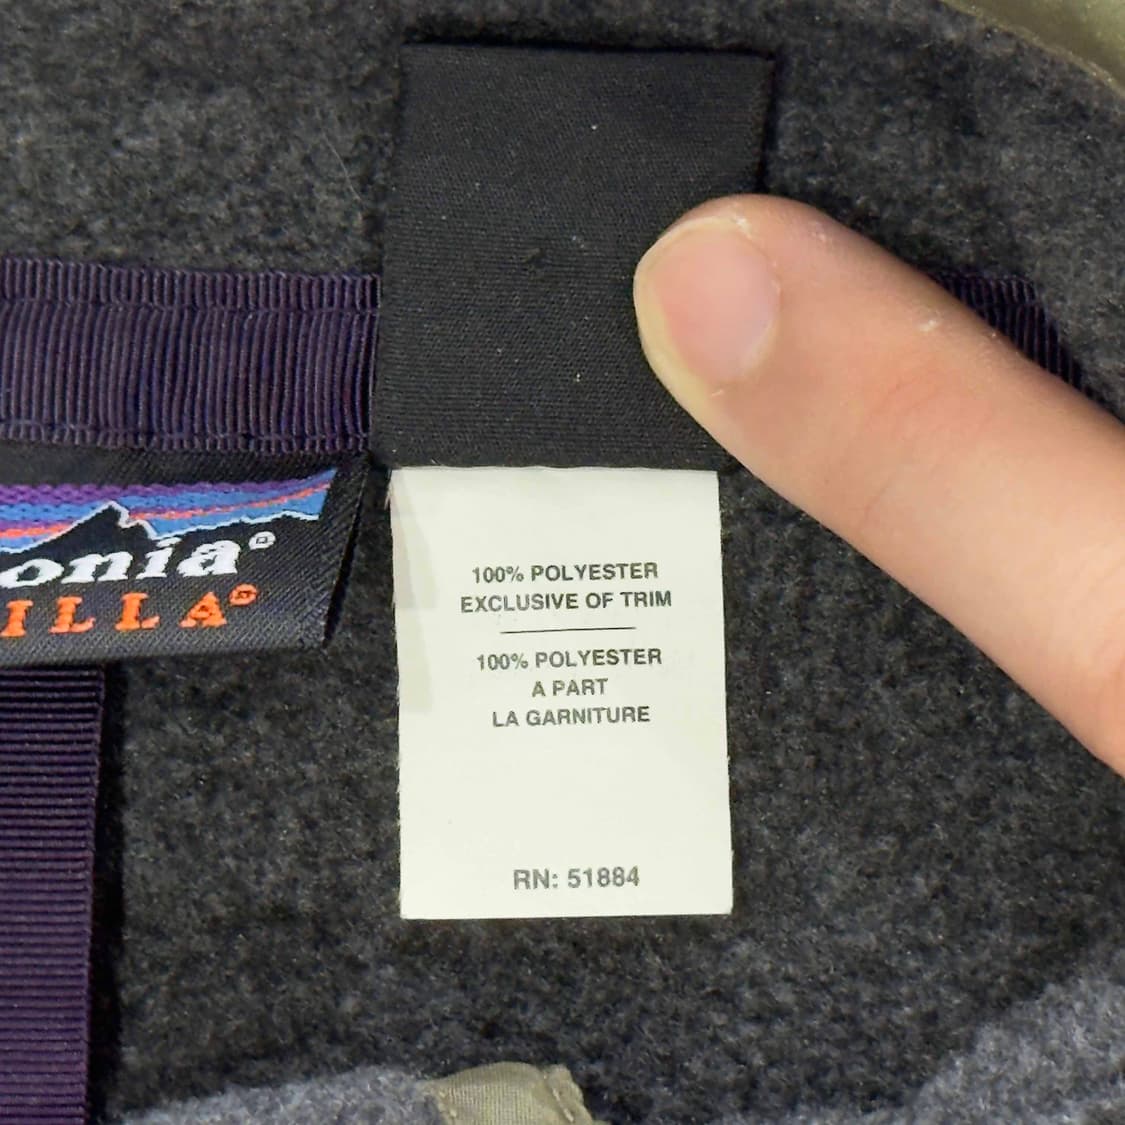 onia®
ILLA®
100% POLYESTER
EXCLUSIVE OF TRIM
100% POLYESTER
A PART
LA GARNITURE
RN: 51884